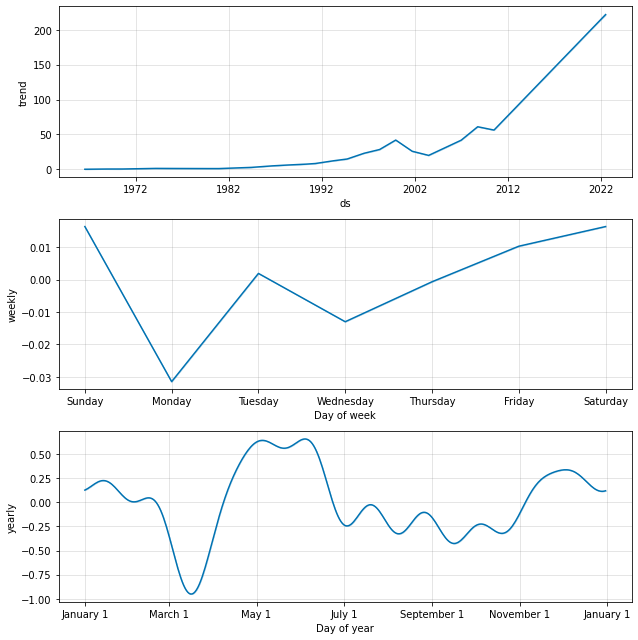 trend
200
150
100
50
0
1972 1982 1992 2002 2012 2022
ds
weekly
0.01
0.00
−0.01
−0.02
−0.03
Sunday Monday Tuesday Wednesday Thursday Friday Saturday
Day of week
yearly
0.50
0.25
0.00
−0.25
−0.50
−0.75
−1.00
January 1 March 1 May 1 July 1 September 1 November 1 January 1
Day of year